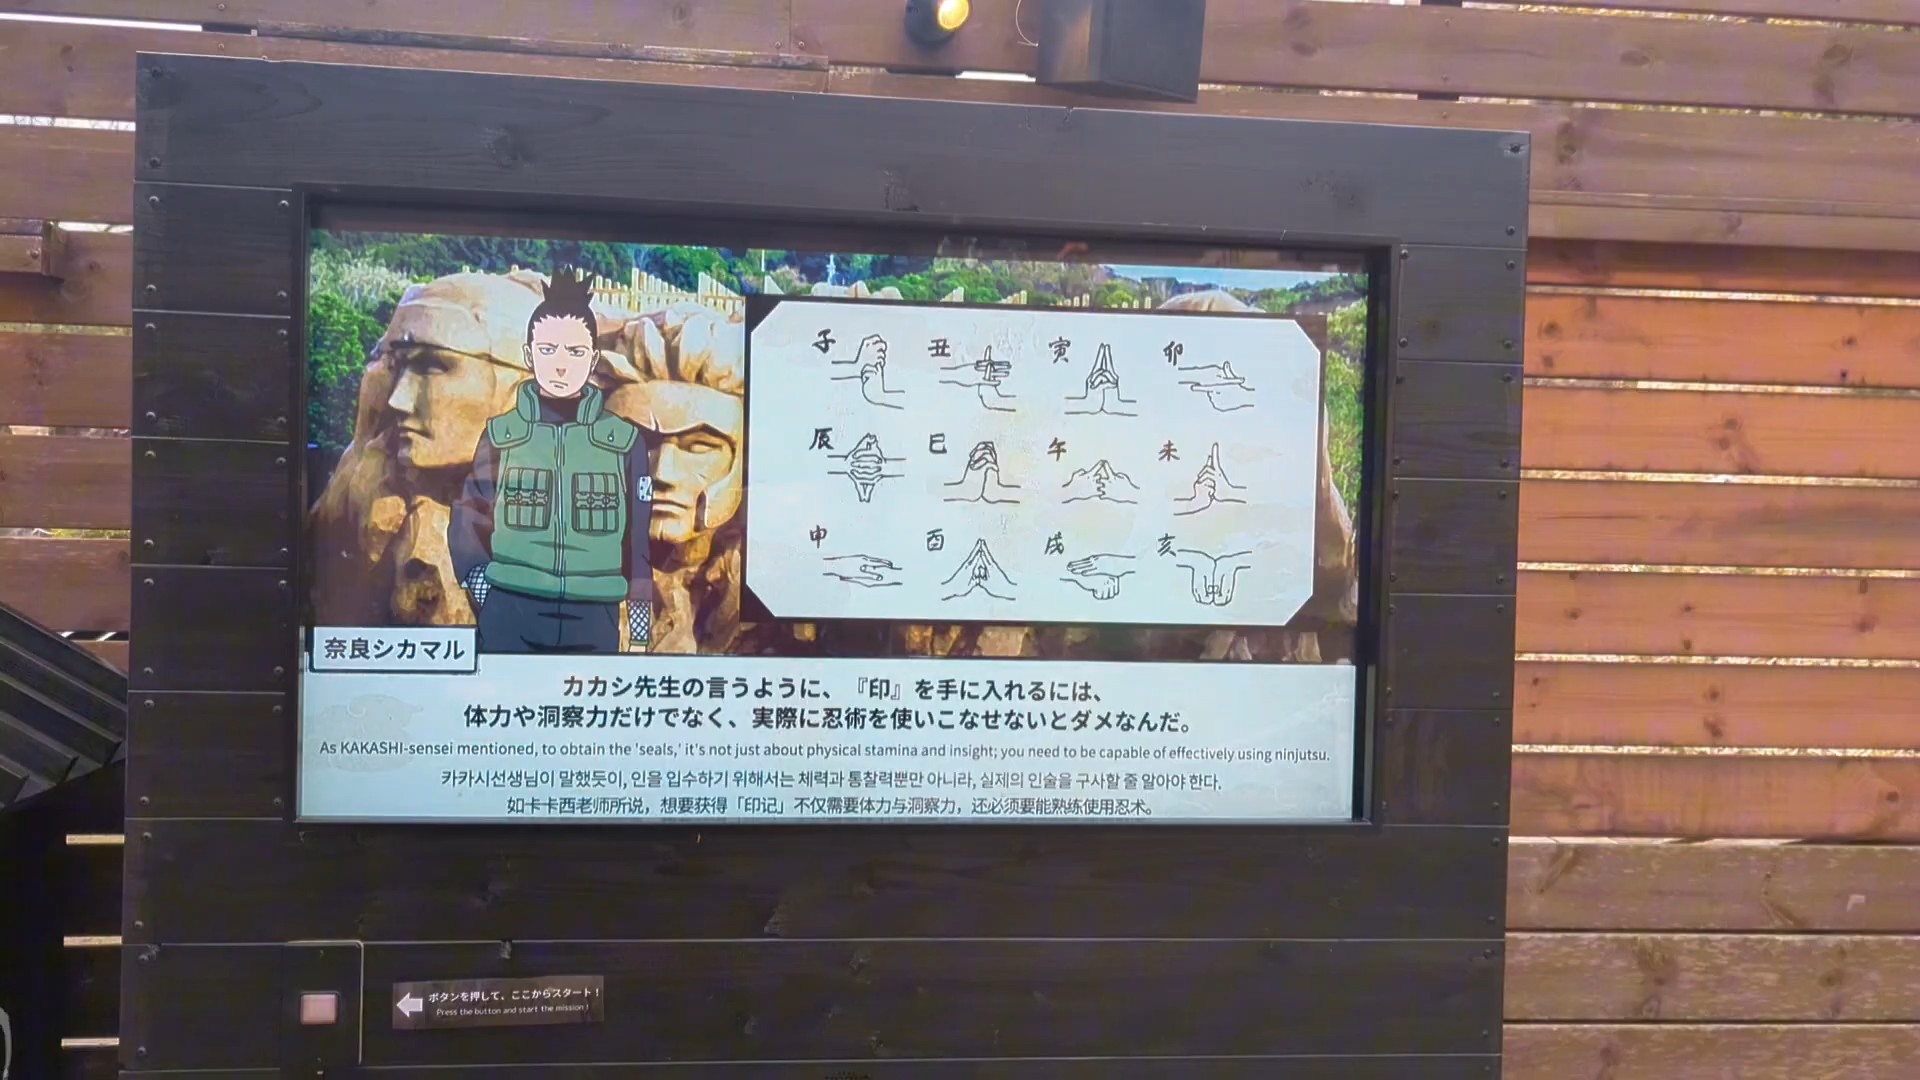 子 丑 寅 卯
辰 巳 午 未
申 酉 戌 亥
奈良シカマル
カカシ先生の言うように、『印』を手に入れるには、
体力や洞察力だけでなく、実際に忍術を使いこなせないとダメなんだ。
As KAKASHI-sensei mentioned, to obtain the 'seals,' it's not just about physical stamina and insight; you need to be capable of effectively using ninjutsu.
카카시선생님이 말했듯이, 인을 입수하기 위해서는 체력과 통찰력뿐만 아니라, 실제의 인술을 구사할 줄 알아야 한다.
如卡卡西老师所说，想要获得「印记」不仅需要体力与洞察力，还必须要能熟练使用忍术。
ボタンを押して、ここからスタート！
Press the button and start the mission!